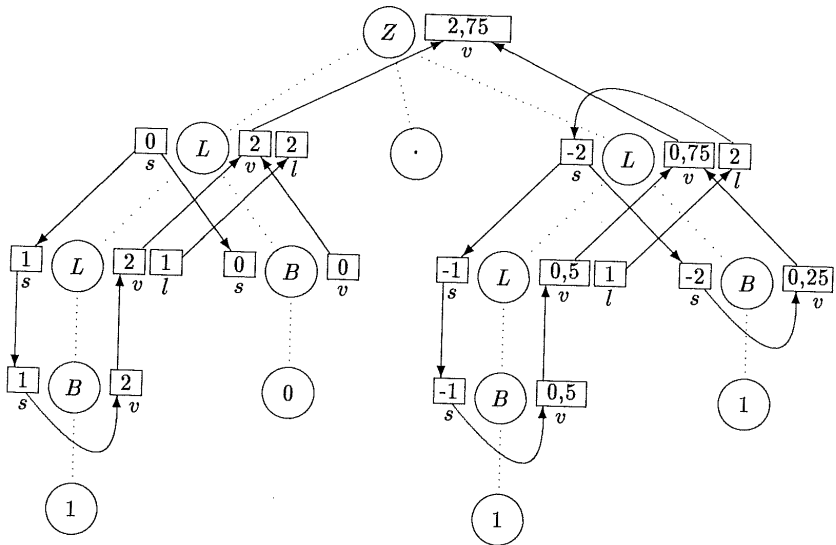 Z 2,75
v
0 L 2 2 . -2 L 0,75 2
s v l s v l
1 L 2 1 0 B 0 -1 L 0,5 1 -2 B 0,25
s v l s v s v l s v
1 B 2 0 -1 B 0,5 1
s v s v
1 1